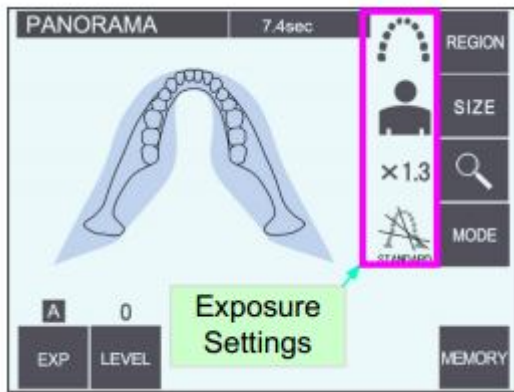 PANORAMA 7.4sec
REGION
SIZE
×1.3
MODE
STANDARD
Exposure
Settings
A 0
EXP LEVEL
MEMORY